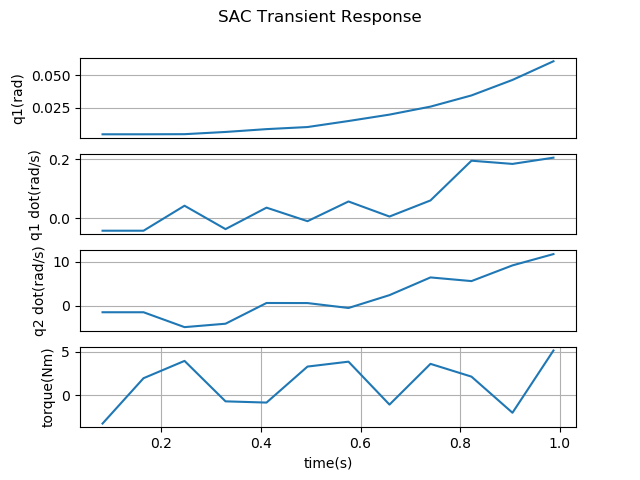 SAC Transient Response
q1(rad)
0.050
0.025
q1 dot(rad/s)
0.2
0.0
q2 dot(rad/s)
10
0
torque(Nm)
5
0
0.2 0.4 0.6 0.8 1.0
time(s)